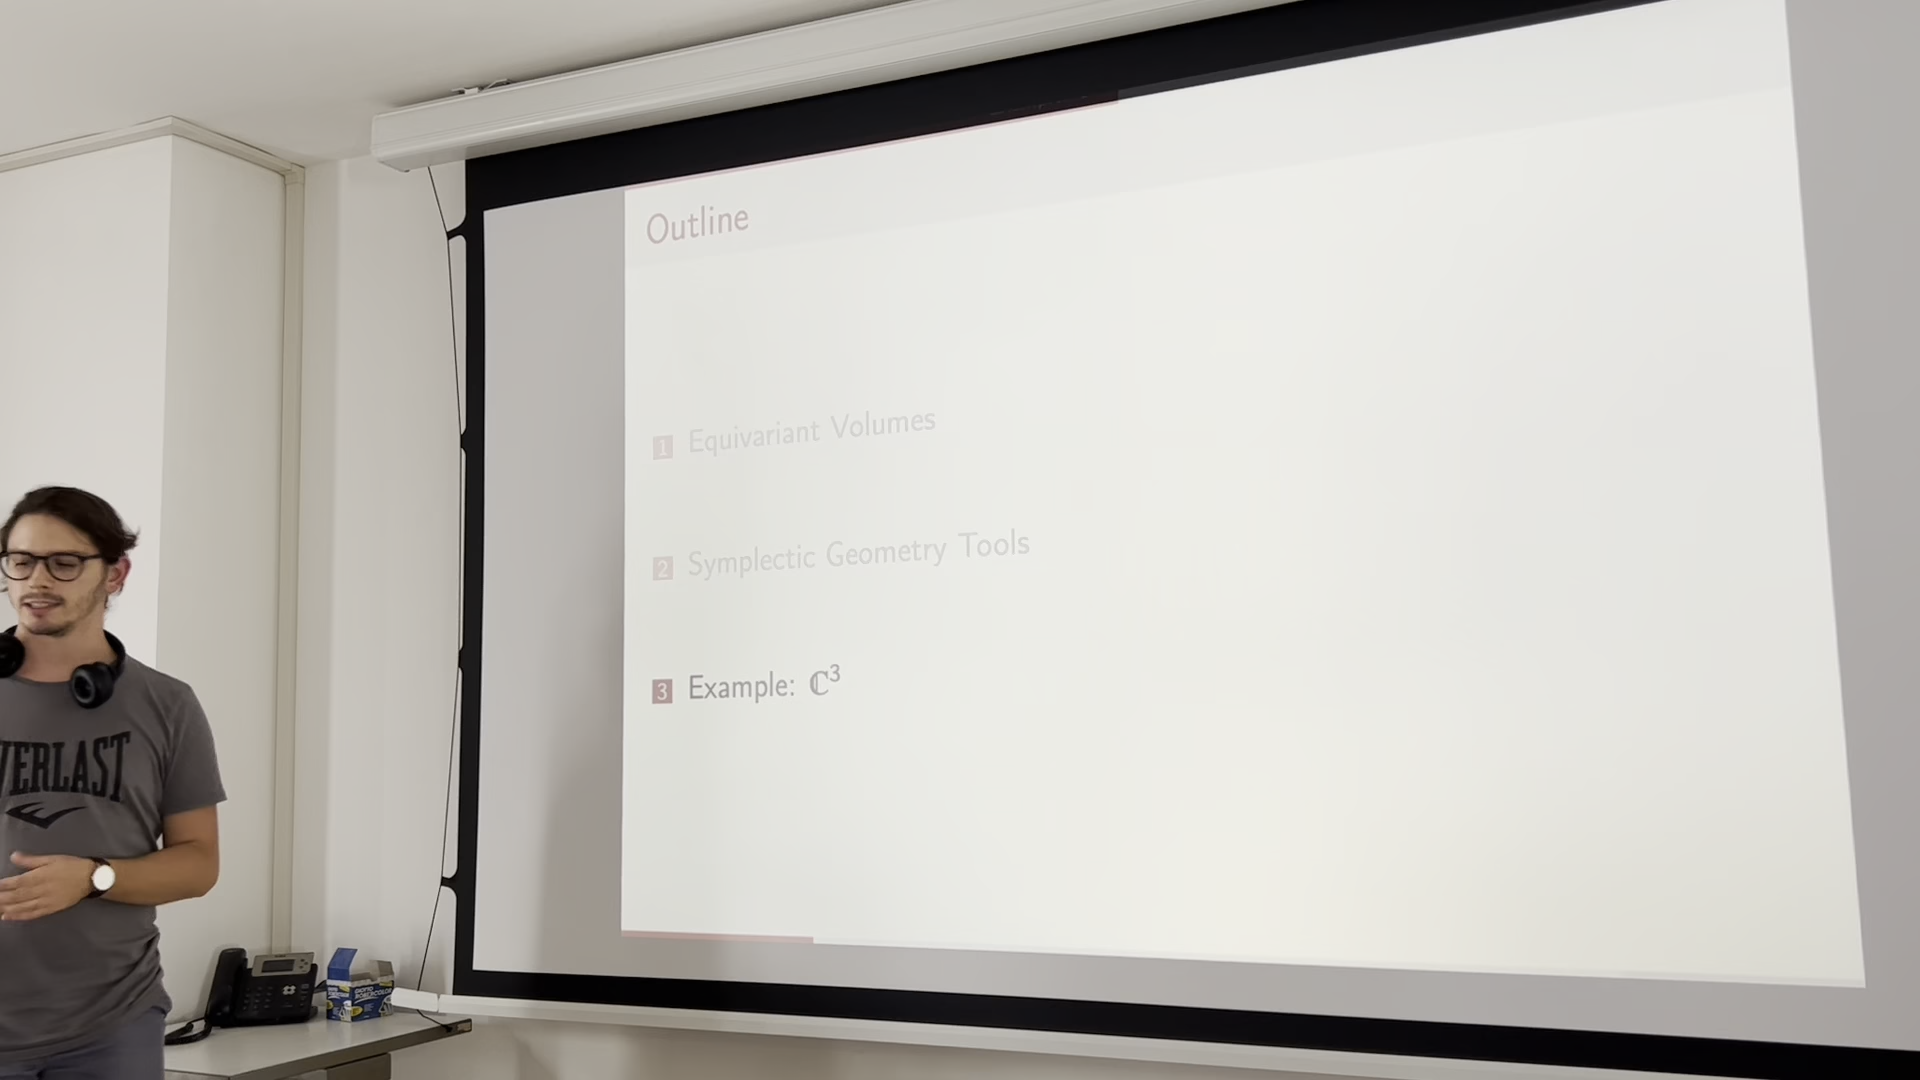 Outline
1 Equivariant Volumes
2 Symplectic Geometry Tools
3 Example: ℂ³
VERLAST